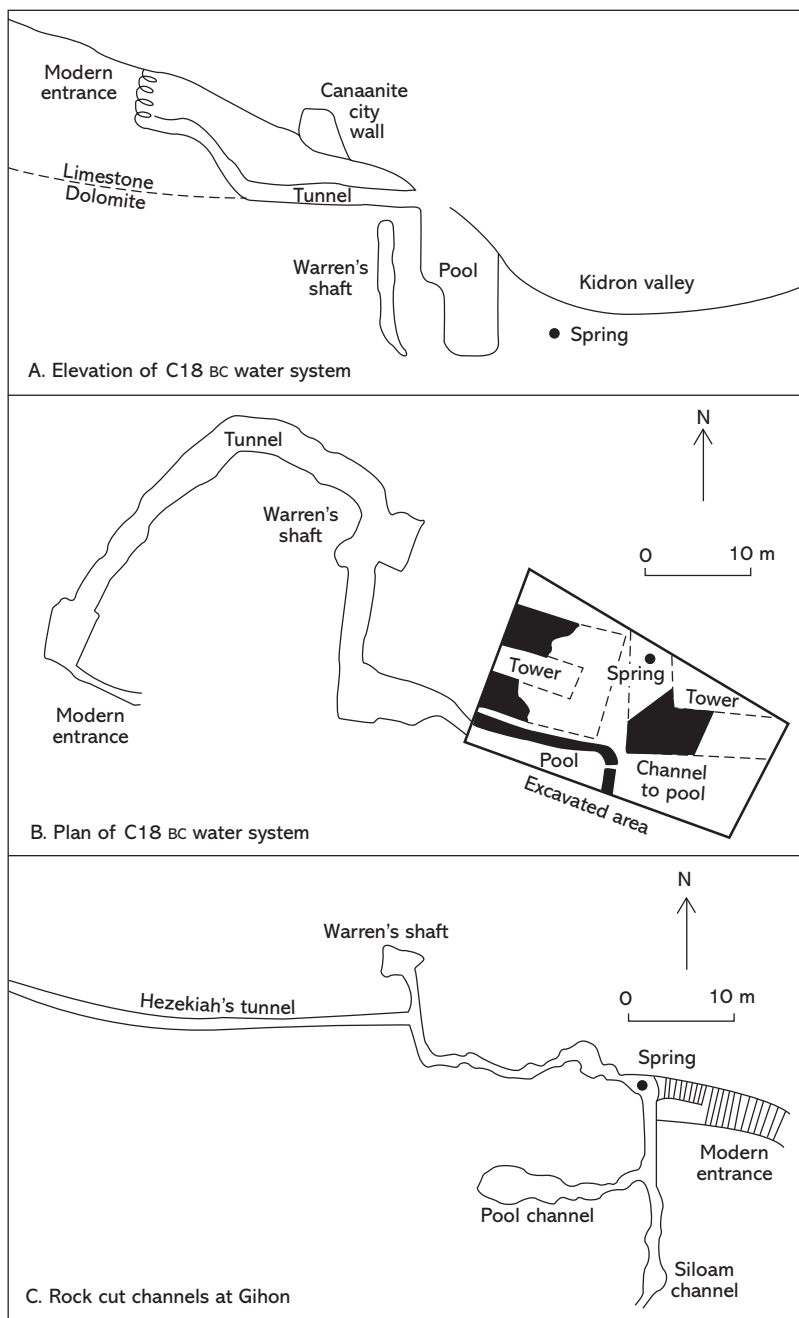 Modern
entrance
Canaanite
city
wall
Limestone
Dolomite
Tunnel
Warren's
shaft
Pool
Kidron valley
Spring
A. Elevation of C18 BC water system
N
Tunnel
Warren's
shaft
0 10 m
Tower
Spring
Tower
Modern
entrance
Pool
Channel
to pool
Excavated area
B. Plan of C18 BC water system
N
Warren's shaft
Hezekiah's tunnel
0 10 m
Spring
Modern
entrance
Pool channel
Siloam
channel
C. Rock cut channels at Gihon